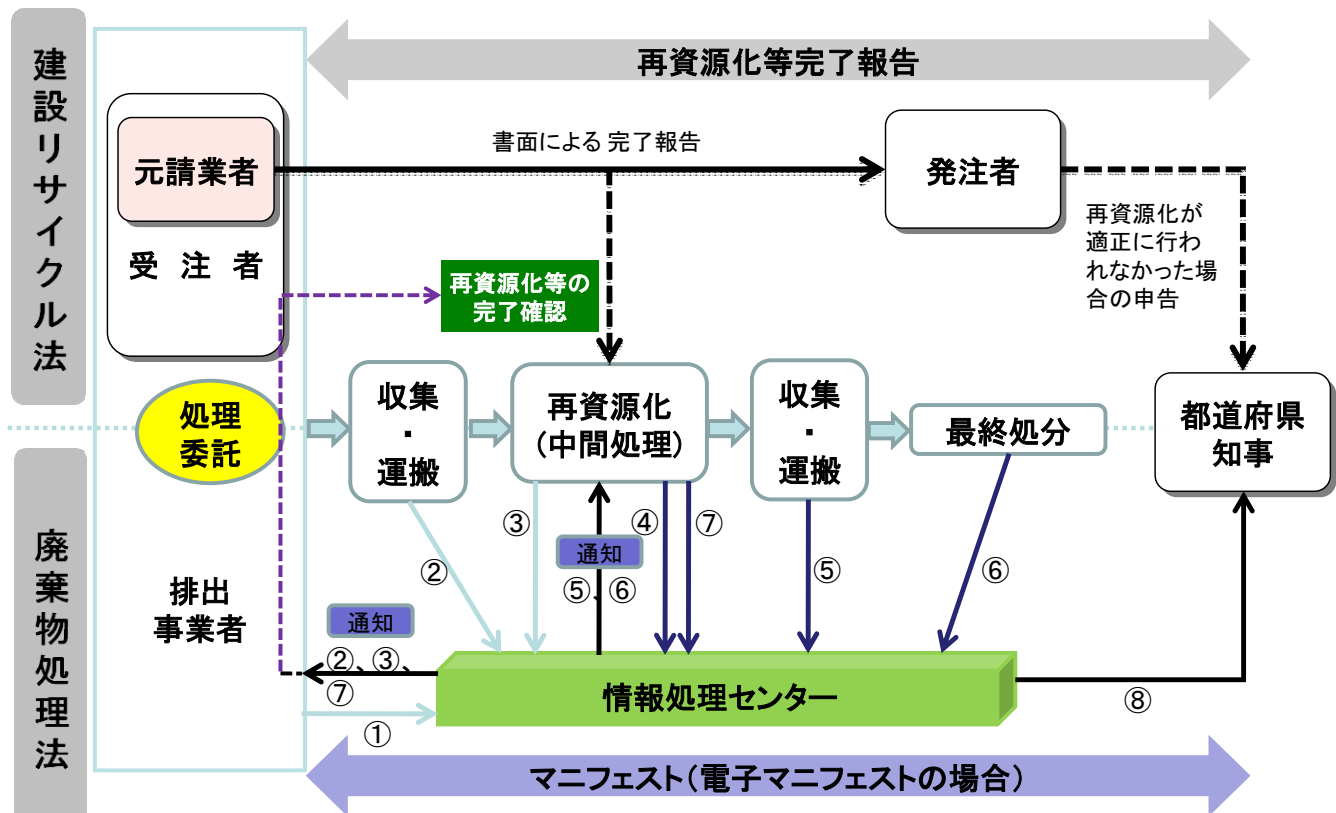 建設リサイクル法
再資源化等完了報告
元請業者
受 注 者
書面による 完了報告
発注者
再資源化が
適正に行わ
れなかった場
合の申告
再資源化等の
完了確認
処理
委託
収集
・
運搬
再資源化
(中間処理)
収集
・
運搬
最終処分
都道府県
知事
廃棄物処理法
排出
事業者
②
③
通知
⑤、⑥
④
⑦
⑤
⑥
通知
②、③、
⑦
①
情報処理センター
⑧
マニフェスト(電子マニフェストの場合)